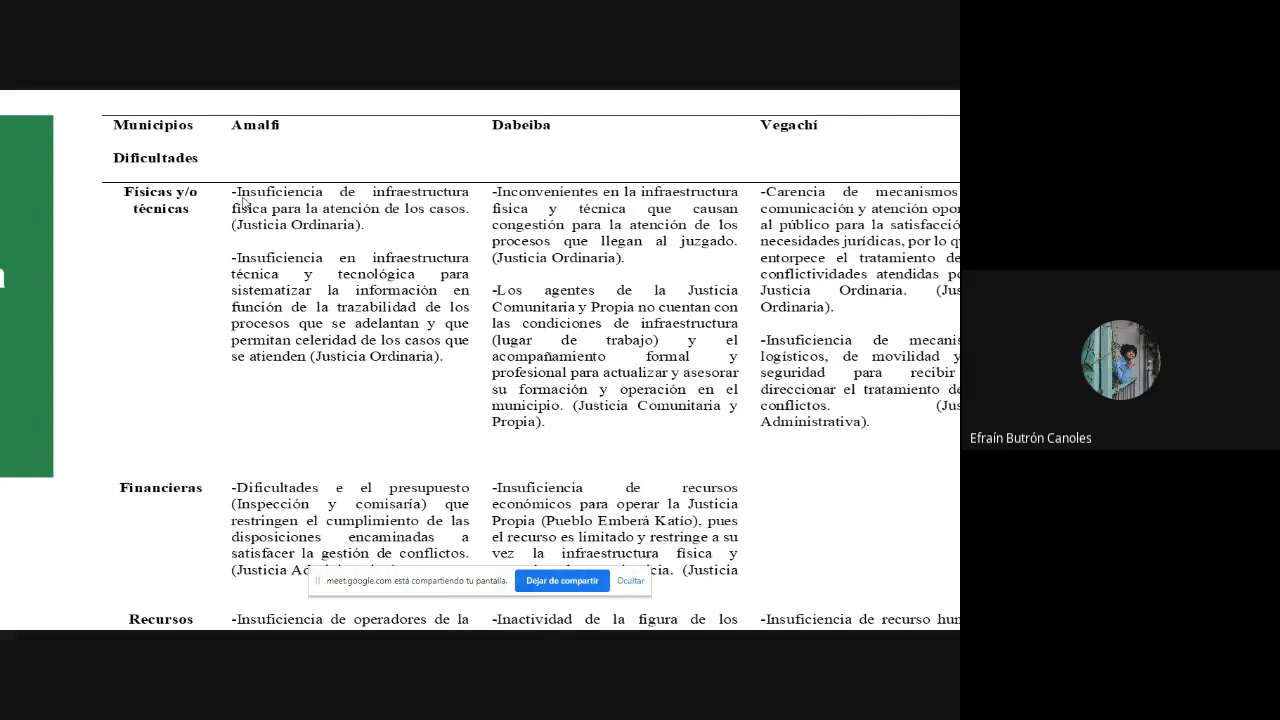 Municipios Amalfi Dabeiba Vegachí
Dificultades
Físicas y/o
técnicas
-Insuficiencia de infraestructura
física para la atención de los casos.
(Justicia Ordinaria).
-Insuficiencia en infraestructura
técnica y tecnológica para
sistematizar la información en
función de la trazabilidad de los
procesos que se adelantan y que
permitan celeridad de los casos que
se atienden (Justicia Ordinaria).
-Inconvenientes en la infraestructura
física y técnica que causan
congestión para la atención de los
procesos que llegan al juzgado.
(Justicia Ordinaria).
-Los agentes de la Justicia
Comunitaria y Propia no cuentan con
las condiciones de infraestructura
(lugar de trabajo) y el
acompañamiento formal y
profesional para actualizar y asesorar
su formación y operación en el
municipio. (Justicia Comunitaria y
Propia).
-Carencia de mecanismos
comunicación y atención opor
al público para la satisfacció
necesidades jurídicas, por lo q
entorpece el tratamiento de
conflictividades atendidas p
Justicia Ordinaria. (Jus
Ordinaria).
-Insuficiencia de mecanis
logísticos, de movilidad y
seguridad para recibir
direccionar el tratamiento de
conflictos. (Jus
Administrativa).
Financieras
-Dificultades e el presupuesto
(Inspección y comisaría) que
restringen el cumplimiento de las
disposiciones encaminadas a
satisfacer la gestión de conflictos.
(Justicia
-Insuficiencia de recursos
económicos para operar la Justicia
Propia (Pueblo Emberá Katío), pues
el recurso es limitado y restringe a su
vez la infraestructura física y
(Justicia
Recursos
-Insuficiencia de operadores de la
-Inactividad de la figura de los
-Insuficiencia de recurso hum
meet.google.com está compartiendo tu pantalla. Dejar de compartir Ocultar
Efraín Butrón Canoles